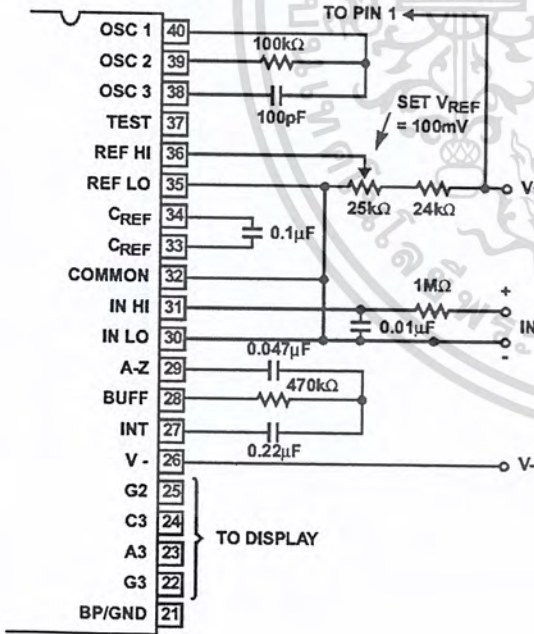 TO PIN 1
OSC 1 40
100kΩ
OSC 2 39
OSC 3 38
100pF
TEST 37
SET VREF
= 100mV
REF HI 36
REF LO 35
25kΩ 24kΩ
V
CREF 34
0.1µF
CREF 33
COMMON 32
1MΩ
+
IN HI 31
0.01µF
IN
IN LO 30
-
0.047µF
A-Z 29
470kΩ
BUFF 28
INT 27
0.22µF
V - 26
V-
G2 25
C3 24
TO DISPLAY
A3 23
G3 22
BP/GND 21